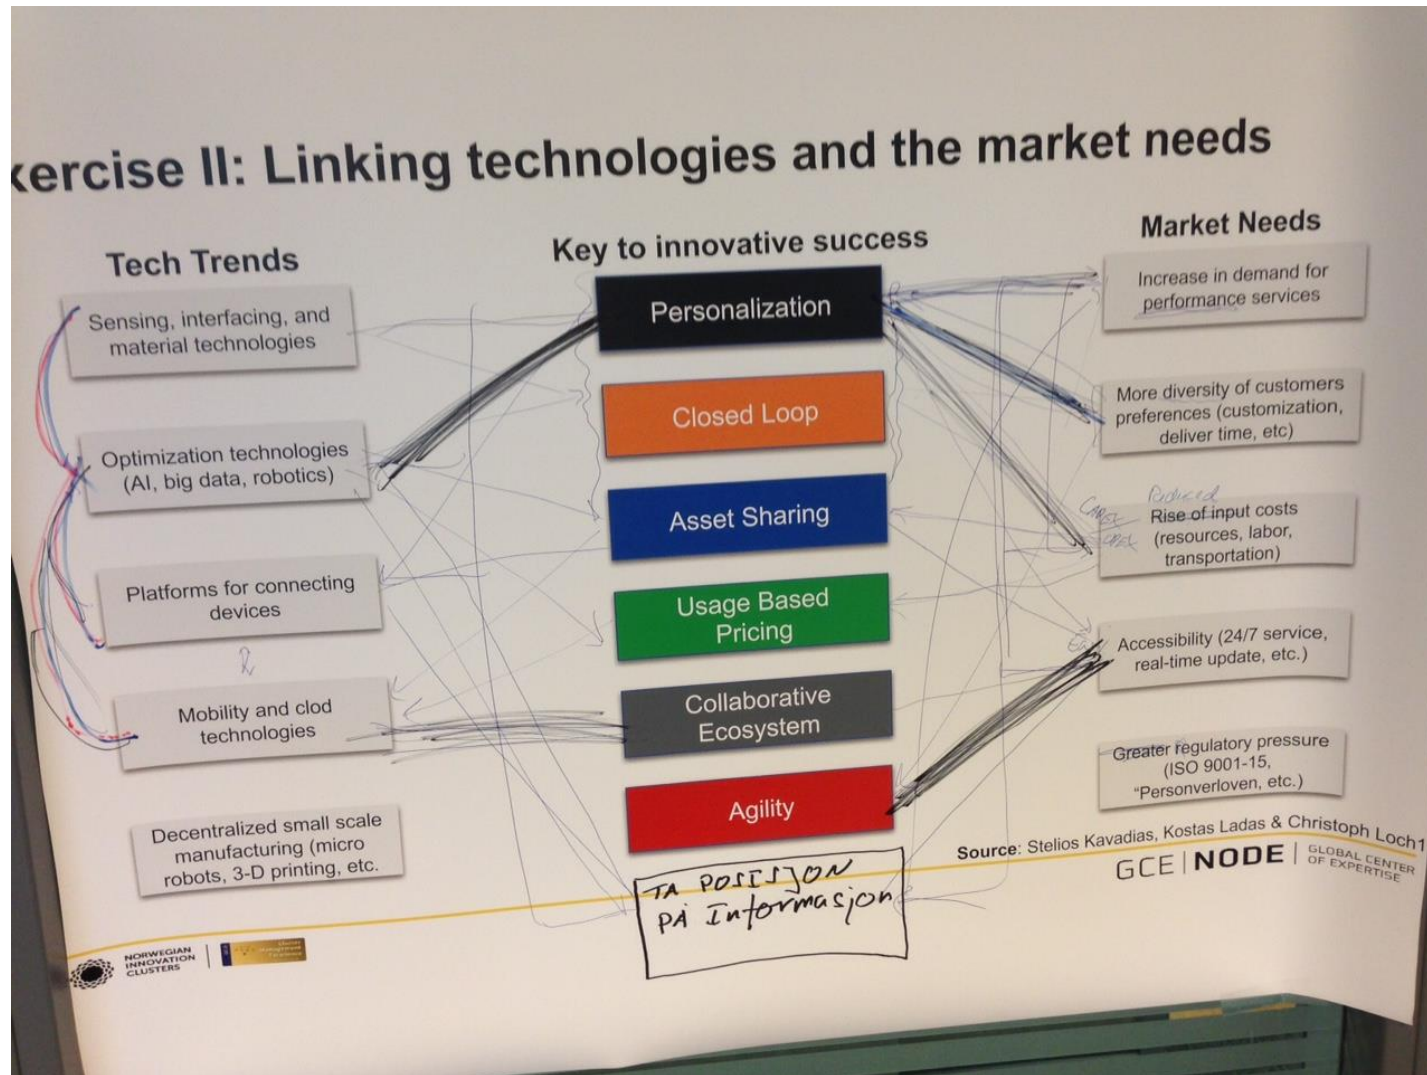 xercise II: Linking technologies and the market needs
Tech Trends
Sensing, interfacing, and
material technologies
Optimization technologies
(AI, big data, robotics)
Platforms for connecting
devices
Mobility and clod
technologies
Decentralized small scale
manufacturing (micro
robots, 3-D printing, etc.
Key to innovative success
Personalization
Closed Loop
Asset Sharing
Usage Based
Pricing
Collaborative
Ecosystem
Agility
TA POSISJON
PÅ Informasjon
Market Needs
Increase in demand for
performance services
More diversity of customers
preferences (customization,
deliver time, etc)
Reduced
CAPEX
OPEX
Rise of input costs
(resources, labor,
transportation)
Accessibility (24/7 service,
real-time update, etc.)
Greater regulatory pressure
(ISO 9001-15,
"Personverloven, etc.)
Source: Stelios Kavadias, Kostas Ladas & Christoph Loch1
GCE | NODE | GLOBAL CENTER
OF EXPERTISE
NORWEGIAN
INNOVATION
CLUSTERS